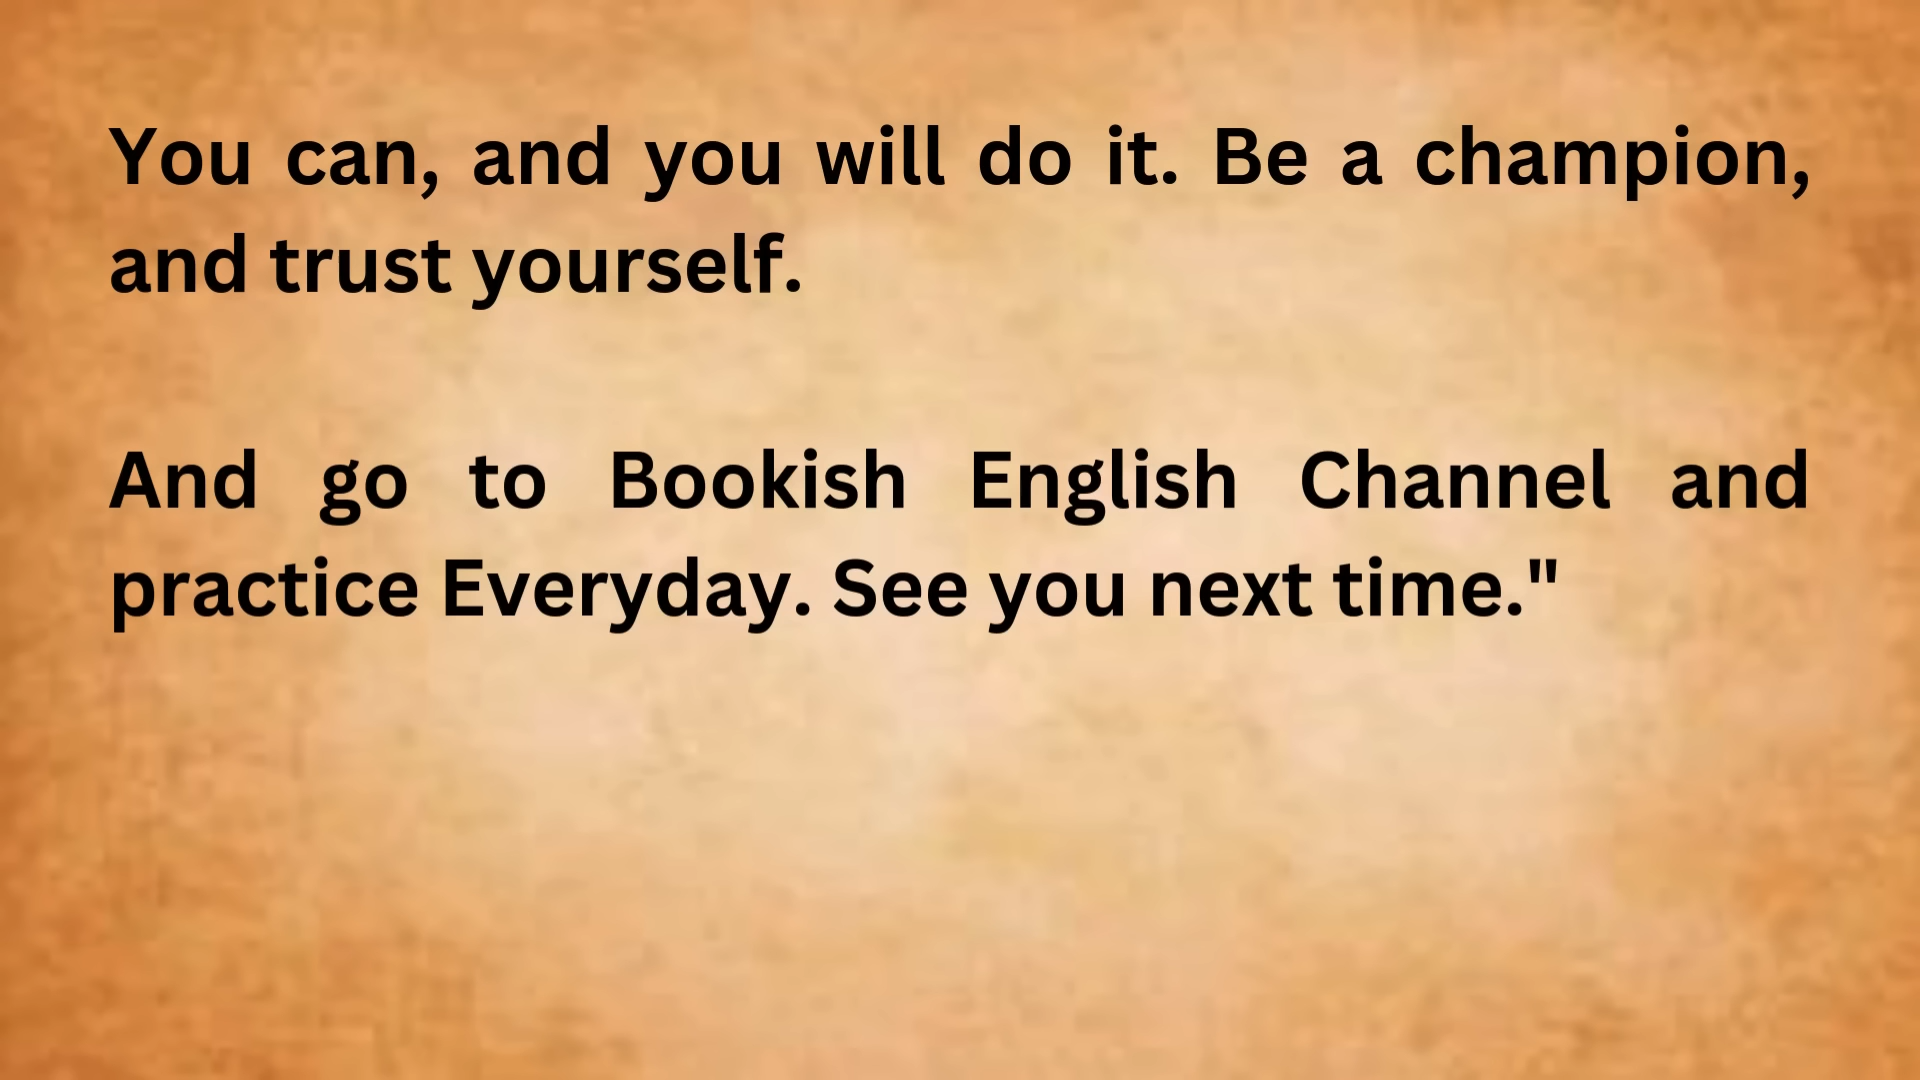 You can, and you will do it. Be a champion,
and trust yourself.
And go to Bookish English Channel and
practice Everyday. See you next time."